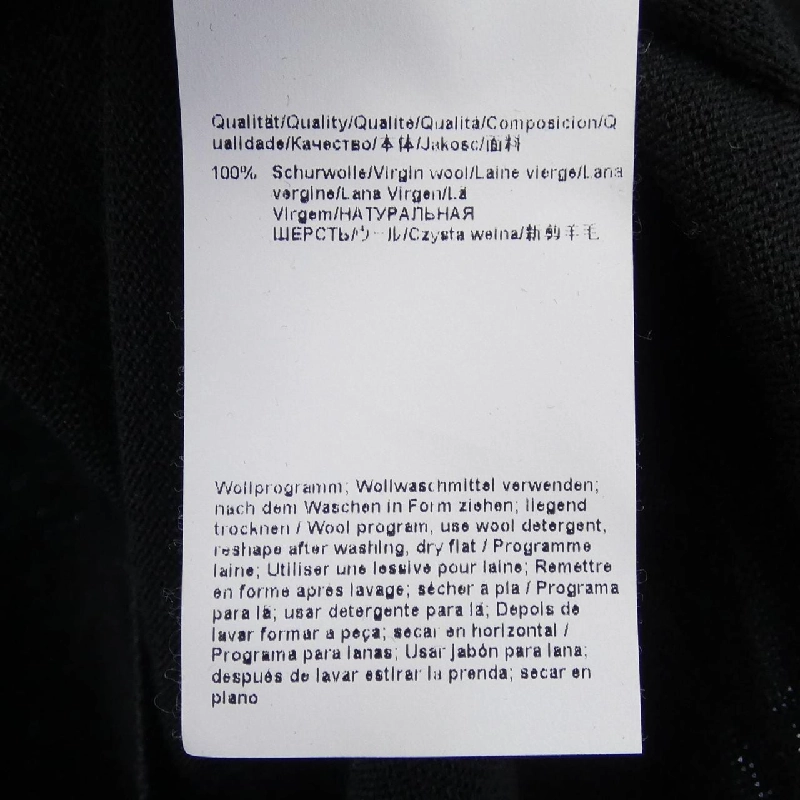 Qualität/Quality/Qualité/Qualità/Composicion/Q
ualidade/Качество/本体/Jakosc/面料
100% Schurwolle/Virgin wool/Laine vierge/Lana
vergine/Lana Virgen/Lã
Virgem/НАТУРАЛЬНАЯ
ШЕРСТЬ/ウール/Czysta welna/新剪羊毛
Wollprogramm; Wollwaschmittel verwenden;
nach dem Waschen in Form ziehen; liegend
trocknen / Wool program, use wool detergent,
reshape after washing, dry flat / Programme
laine; Utiliser une lessive pour laine; Remettre
en forme après lavage; sécher a pla / Programa
para lã; usar detergente para lã; Depois de
lavar formar a peça; secar en horizontal /
Programa para lanas; Usar jabón para lana;
después de lavar estirar la prenda; secar en
plano